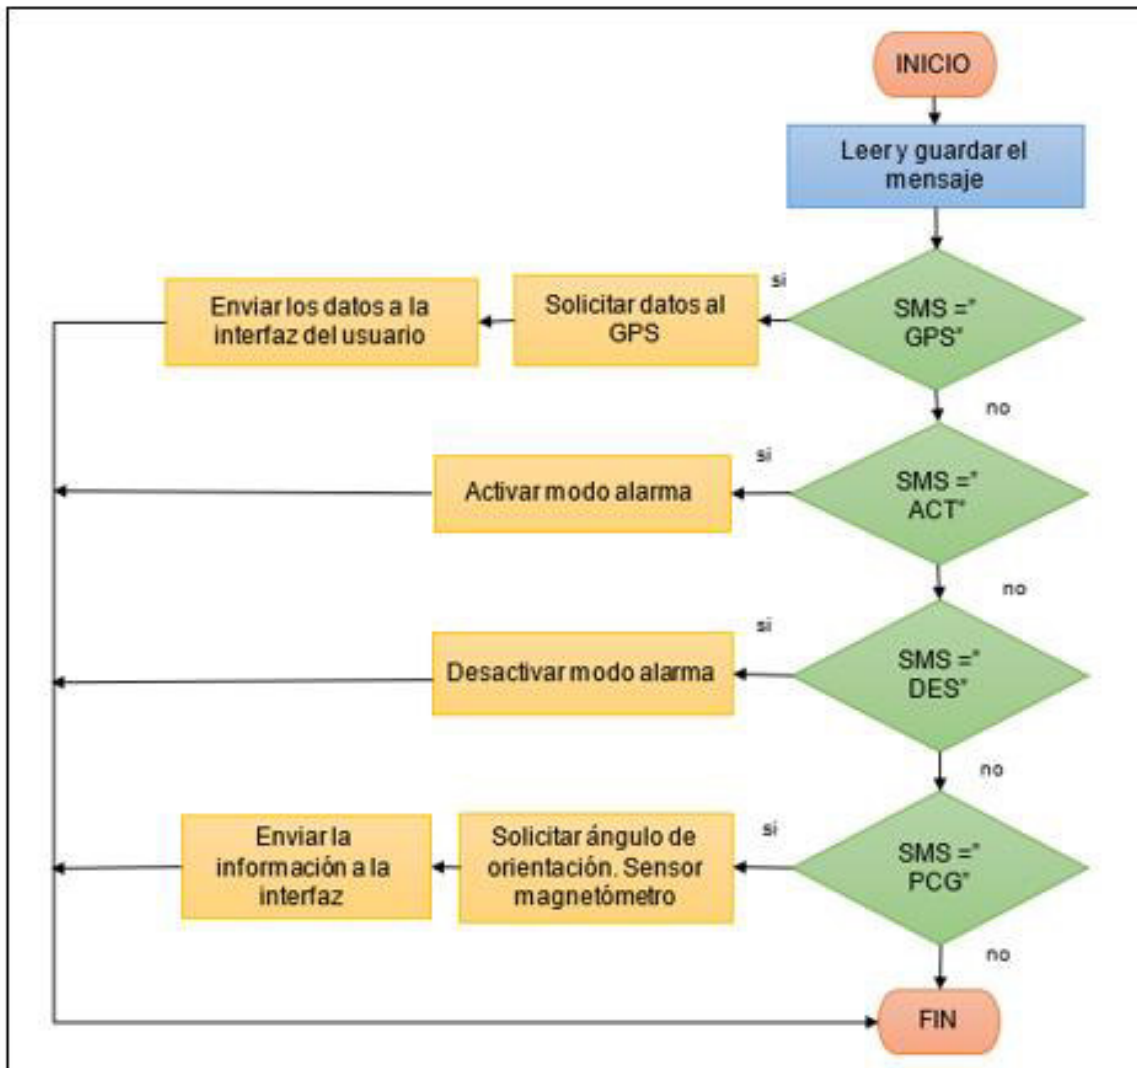 INICIO
Leer y guardar el
mensaje
si
SMS ="
GPS"
Solicitar datos al
GPS
Enviar los datos a la
interfaz del usuario
no
si
SMS ="
ACT"
Activar modo alarma
no
si
SMS ="
DES"
Desactivar modo alarma
no
si
SMS ="
PCG"
Solicitar ángulo de
orientación. Sensor
magnetómetro
Enviar la
información a la
interfaz
no
FIN